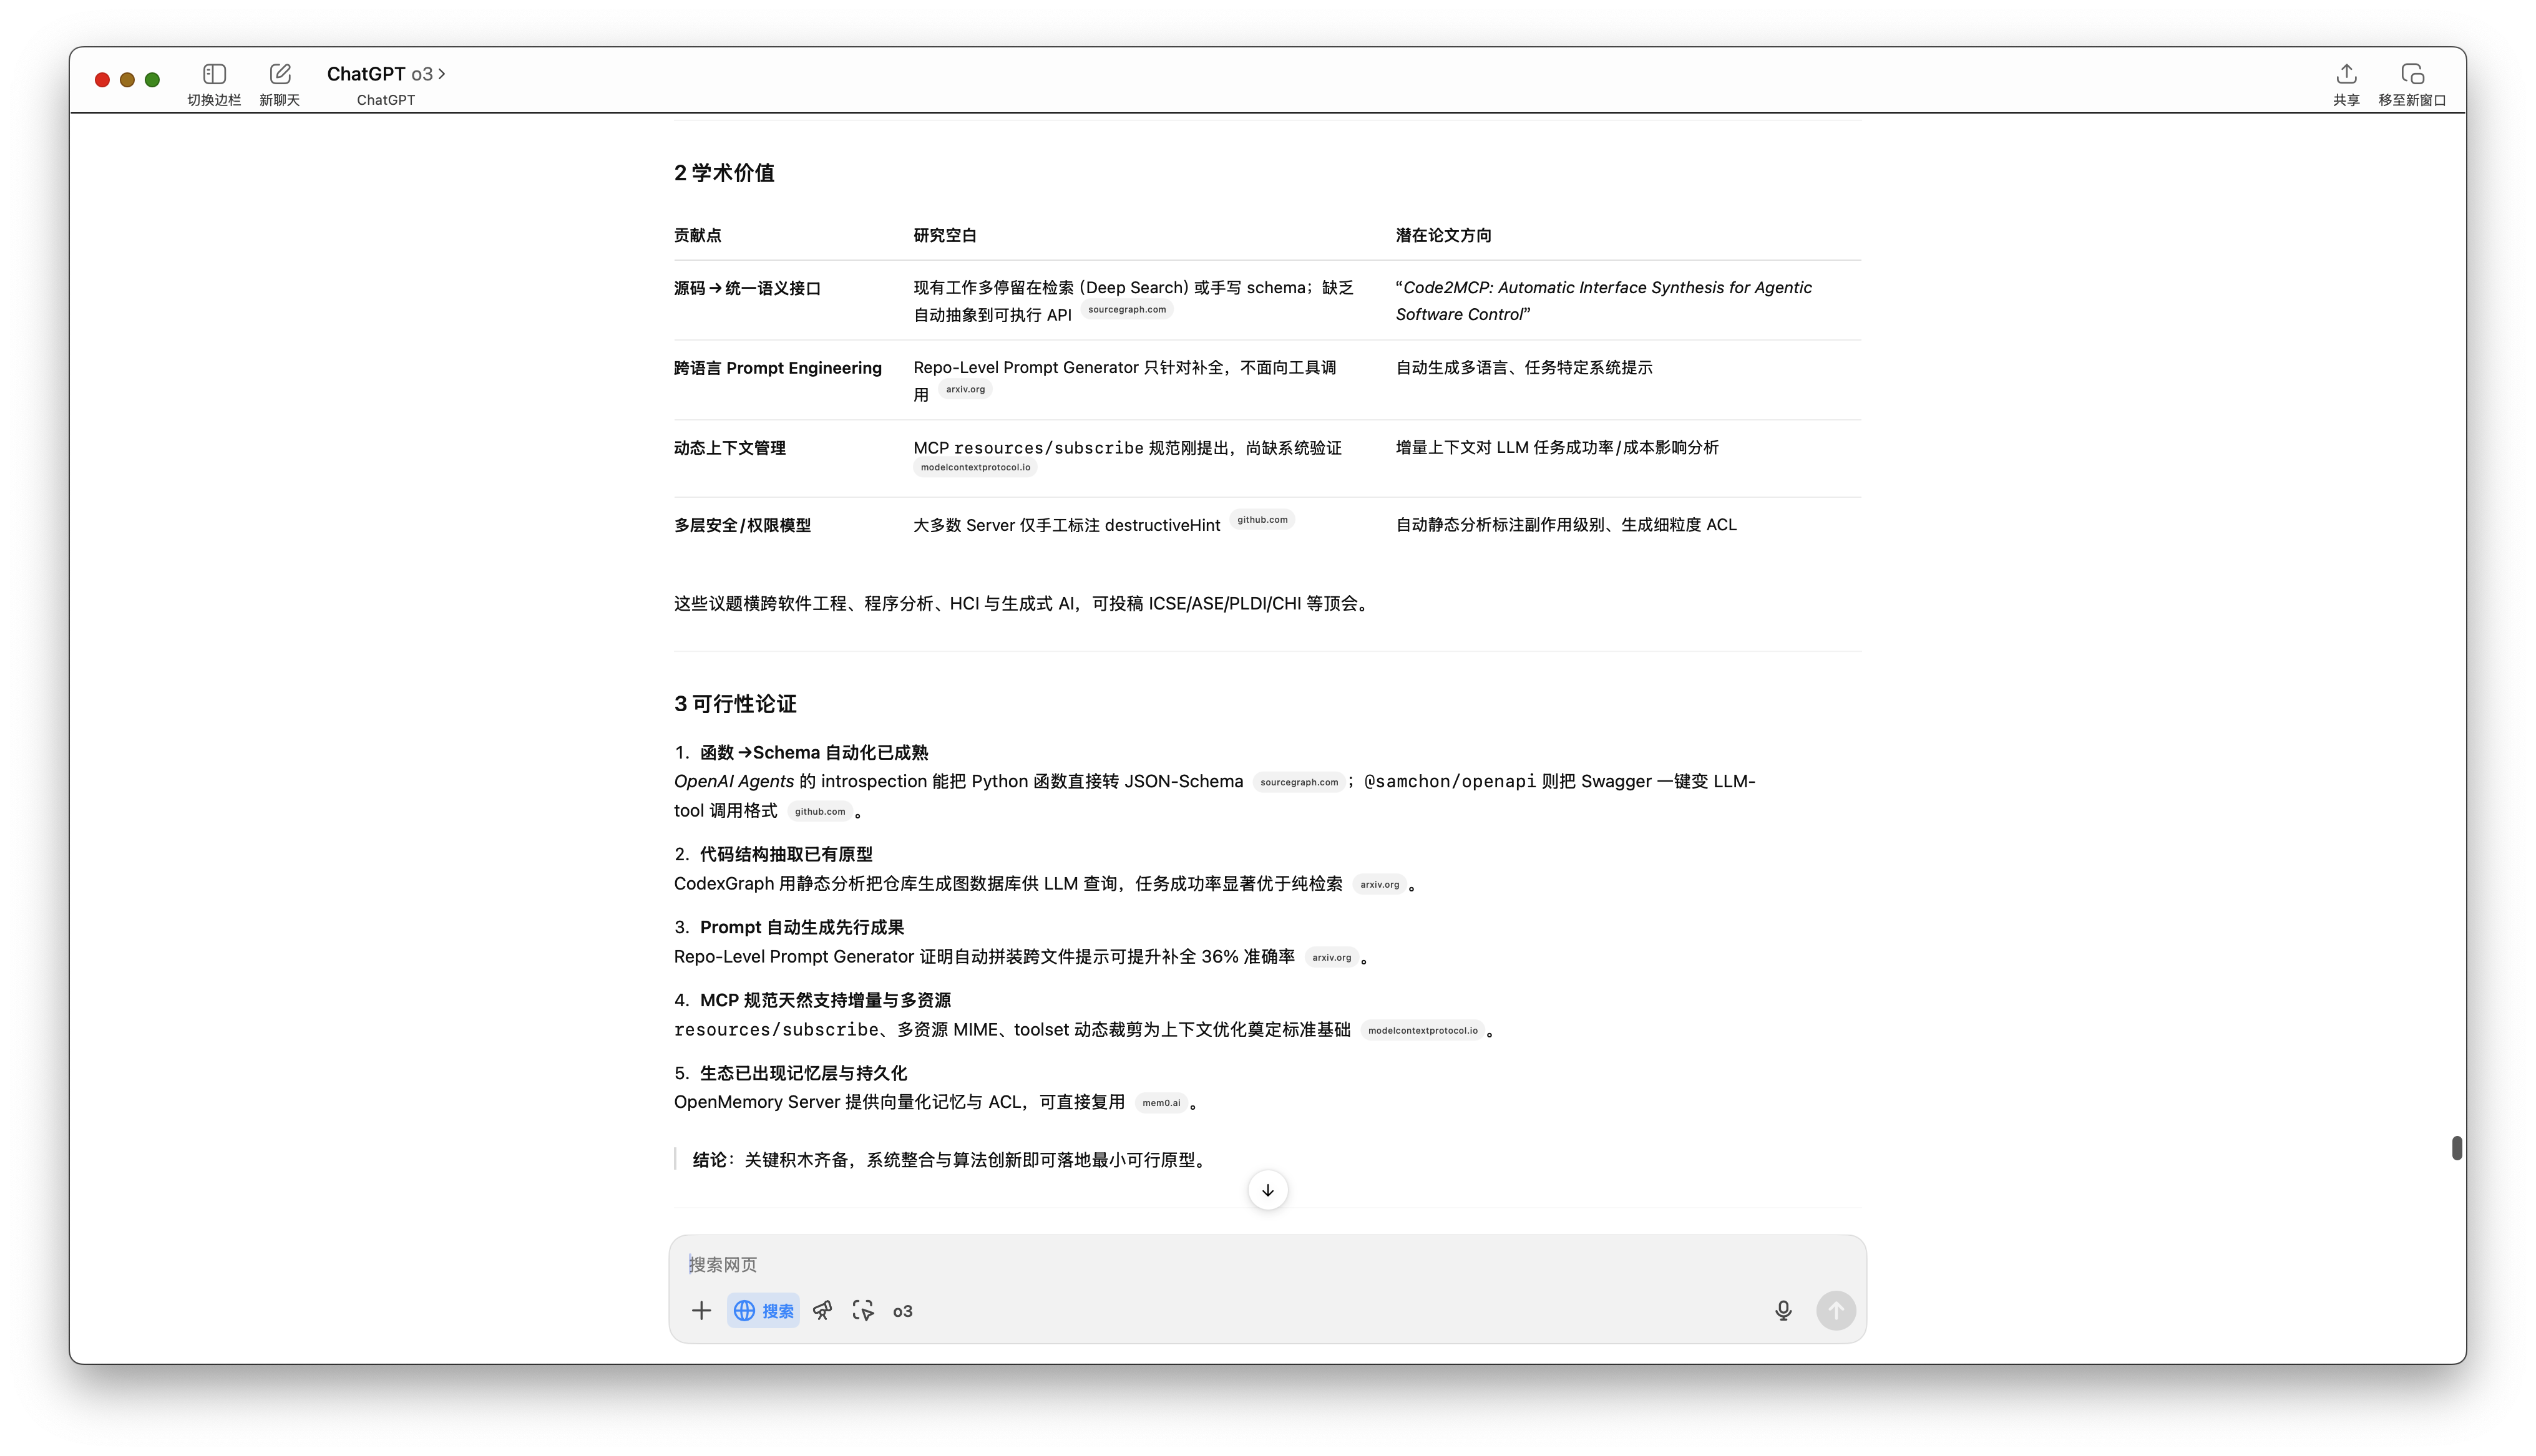 切换边栏
新聊天
ChatGPT o3
ChatGPT
共享
移至新窗口
2 学术价值
贡献点
研究空白
潜在论文方向
源码→统一语义接口
现有工作多停留在检索 (Deep Search) 或手写 schema；缺乏
自动抽象到可执行 API sourcegraph.com
“Code2MCP: Automatic Interface Synthesis for Agentic
Software Control”
跨语言 Prompt Engineering
Repo-Level Prompt Generator 只针对补全，不面向工具调
用 arxiv.org
自动生成多语言、任务特定系统提示
动态上下文管理
MCP resources/subscribe 规范刚提出，尚缺系统验证
modelcontextprotocol.io
增量上下文对 LLM 任务成功率/成本影响分析
多层安全/权限模型
大多数 Server 仅手工标注 destructiveHint github.com
自动静态分析标注副作用级别、生成细粒度 ACL
这些议题横跨软件工程、程序分析、HCI 与生成式 AI，可投稿 ICSE/ASE/PLDI/CHI 等顶会。
3 可行性论证
1. 函数→Schema 自动化已成熟
OpenAI Agents 的 introspection 能把 Python 函数直接转 JSON-Schema sourcegraph.com；@samchon/openapi 则把 Swagger 一键变 LLM-
tool 调用格式 github.com。
2. 代码结构抽取已有原型
CodexGraph 用静态分析把仓库生成图数据库供 LLM 查询，任务成功率显著优于纯检索 arxiv.org。
3. Prompt 自动生成先行成果
Repo-Level Prompt Generator 证明自动拼装跨文件提示可提升补全 36% 准确率 arxiv.org。
4. MCP 规范天然支持增量与多资源
resources/subscribe、多资源 MIME、toolset 动态裁剪为上下文优化奠定标准基础 modelcontextprotocol.io。
5. 生态已出现记忆层与持久化
OpenMemory Server 提供向量化记忆与 ACL，可直接复用 mem0.ai。
结论：关键积木齐备，系统整合与算法创新即可落地最小可行原型。
搜索网页
搜索
o3